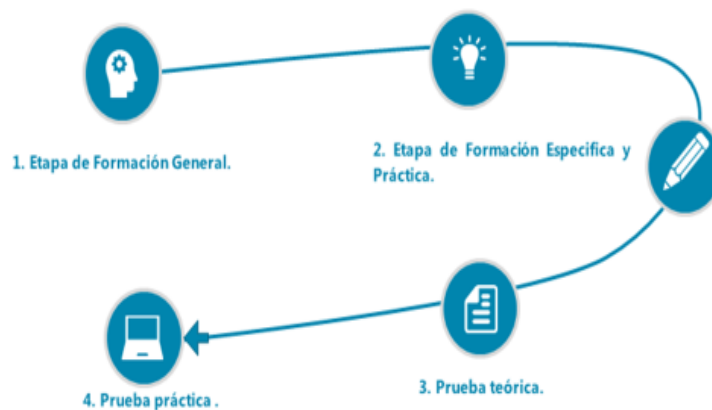 1. Etapa de Formación General.
2. Etapa de Formación Especifica y
Práctica.
3. Prueba teórica.
4. Prueba práctica .